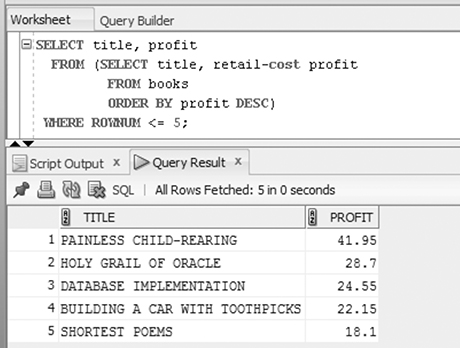 Worksheet Query Builder
SELECT title, profit
FROM (SELECT title, retail-cost profit
FROM books
ORDER BY profit DESC)
WHERE ROWNUM <= 5;
Script Output x Query Result x
SQL | All Rows Fetched: 5 in 0 seconds
TITLE PROFIT
1 PAINLESS CHILD-REARING 41.95
2 HOLY GRAIL OF ORACLE 28.7
3 DATABASE IMPLEMENTATION 24.55
4 BUILDING A CAR WITH TOOTHPICKS 22.15
5 SHORTEST POEMS 18.1